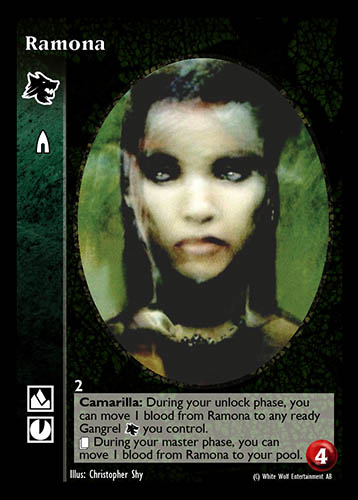 Ramona
2
Camarilla: During your unlock phase, you
can move 1 blood from Ramona to any ready
Gangrel you control.
During your master phase, you can
move 1 blood from Ramona to your pool.
4
Illus: Christopher Shy
(C) White Wolf Entertainment AB